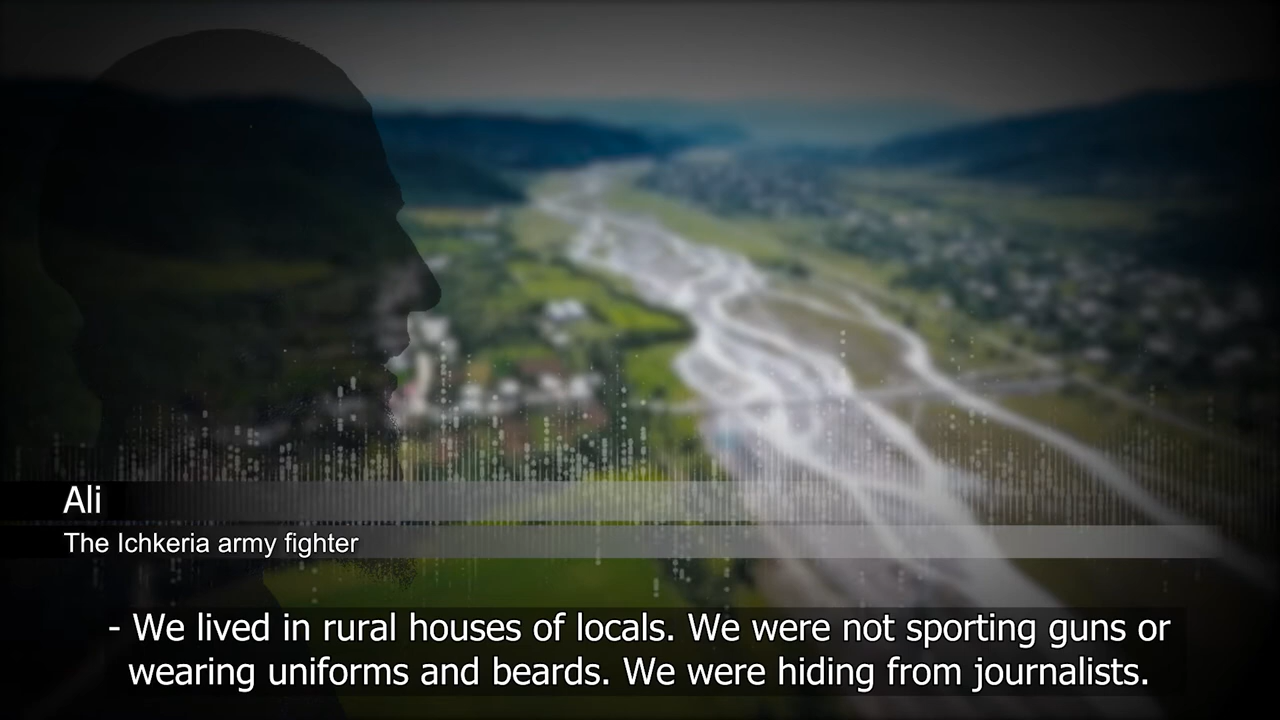 Ali
The Ichkeria army fighter
- We lived in rural houses of locals. We were not sporting guns or
wearing uniforms and beards. We were hiding from journalists.